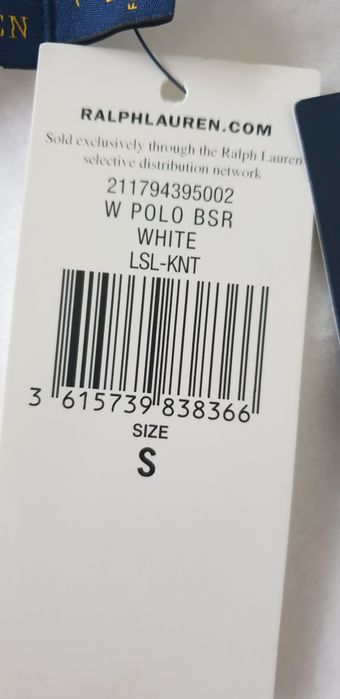 EN
RALPHLAUREN.COM
Sold exclusively through the Ralph Lauren
selective distribution network
211794395002
W POLO BSR
WHITE
LSL-KNT
3 615739 838366
SIZE
S